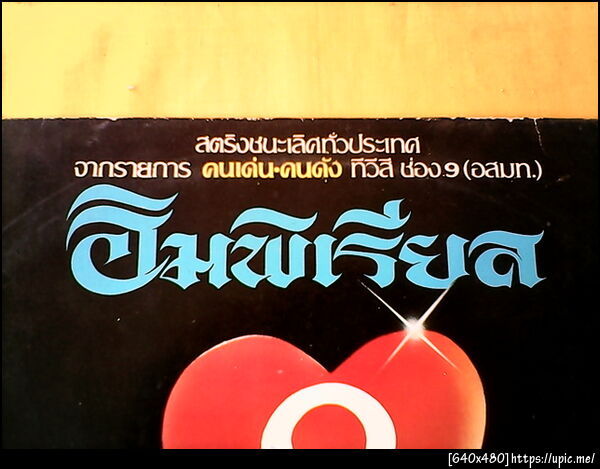 สตริงชนะเลิศทั่วประเทศ
จากรายการ คนเด่น·คนดัง ทีวีสี ช่อง.9 (อสมท.)
อิมพีเรียล
[640x480]https://upic.me/